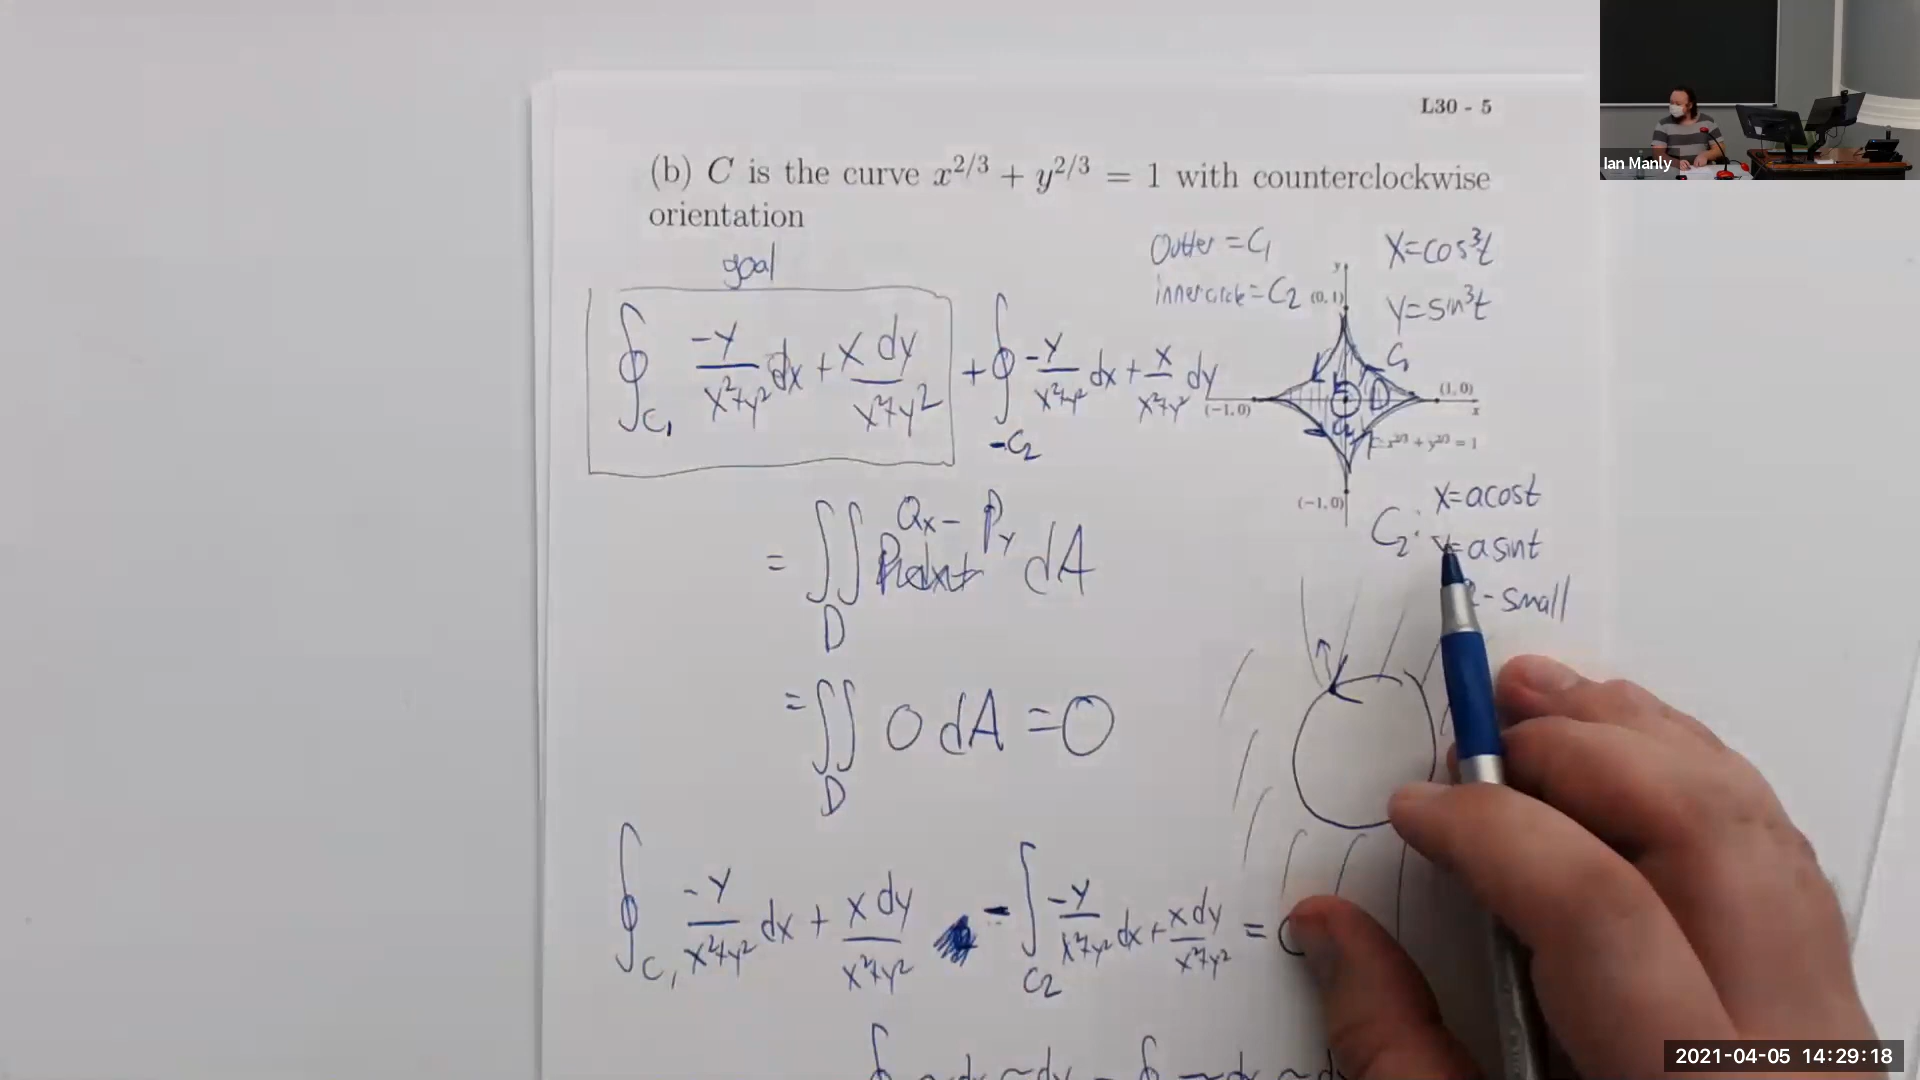 L30 - 5
(b) C is the curve x^{2/3} + y^{2/3} = 1 with counterclockwise
orientation
goal
Outter = C₁
inner circle = C₂
x=cos³t
y=sin³t
∮_{C₁} -y/(x²+y²) dx + x dy/(x²+y²) + ∮_{-C₂} -y/(x²+y²) dx + x/(x²+y²) dy
y
(0, 1)
C₁
D
(1, 0)
x
(−1, 0)
C₂
C: x^{2/3} + y^{2/3} = 1
(−1, 0)
C₂: x=acost
y=asint
- small
= ∬_D Qx - Py dA
= ∬_D 0 dA = 0
∮_{C₁} -y/(x²+y²) dx + x dy/(x²+y²) - ∫_{C₂} -y/(x²+y²) dx + x dy/(x²+y²) =
Ian Manly
2021-04-05 14:29:18